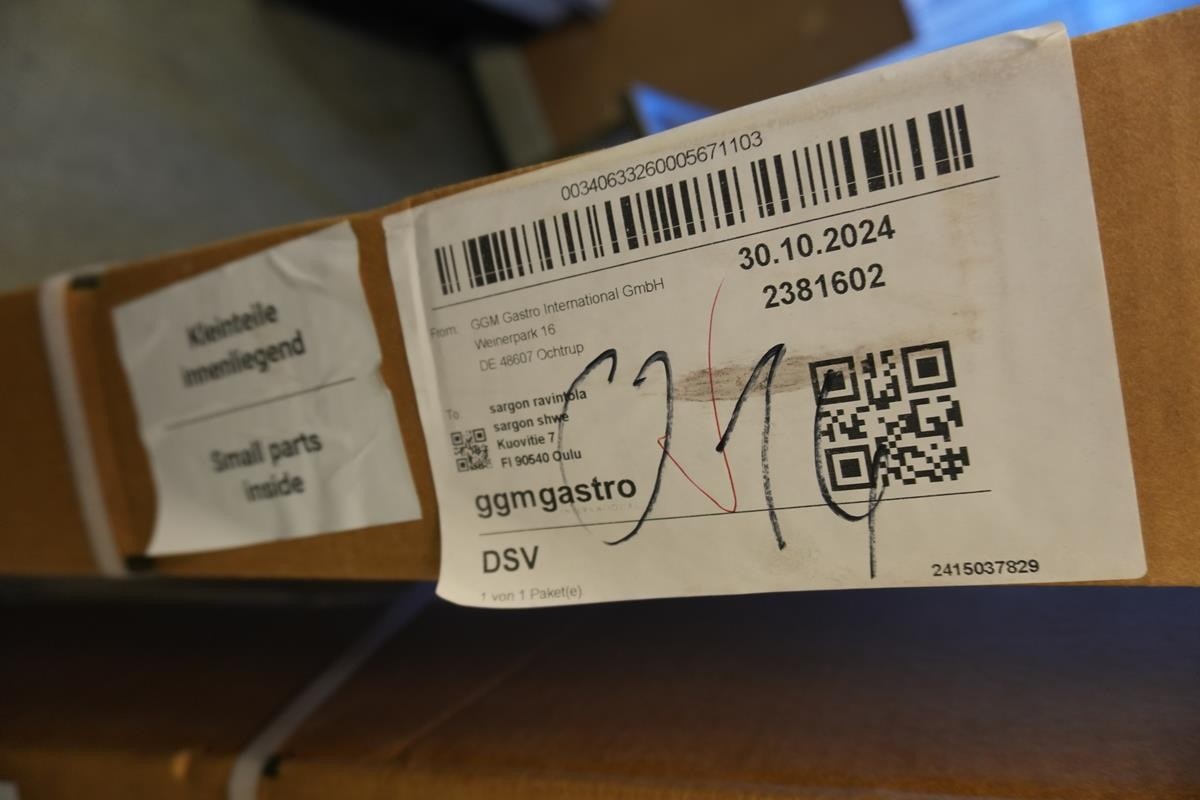 Kleinteile
innenliegend
Small parts
inside
00340633260005671103
30.10.2024
2381602
From: GGM Gastro International GmbH
Weinerpark 16
DE 48607 Ochtrup
To sargon ravintola
sargon shwe
Kuovitie 7
FI 90540 Oulu
ggmgastro
INTERNATIONAL
DSV
2415037829
1 von 1 Paket(e)